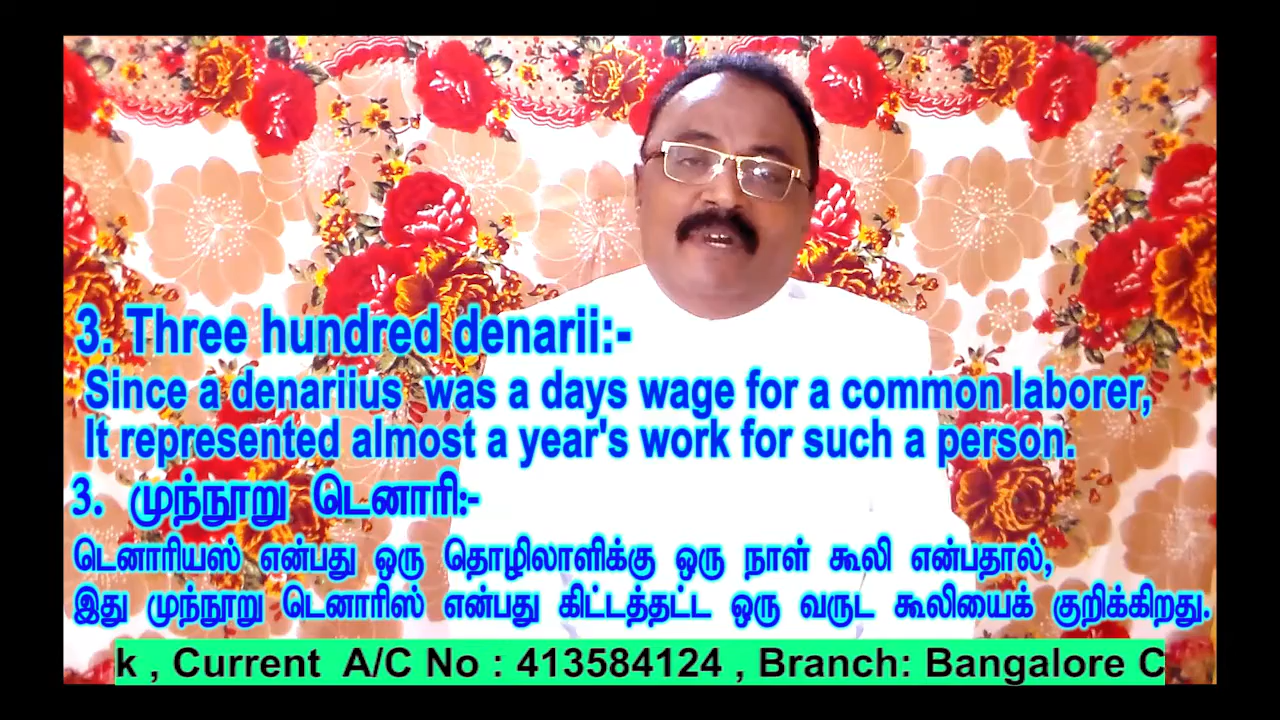 3. Three hundred denarii:-
Since a denariius was a days wage for a common laborer,
It represented almost a year's work for such a person.
3. முந்நூறு டெனாரி:-
டெனாரியஸ் என்பது ஒரு தொழிலாளிக்கு ஒரு நாள் கூலி என்பதால்,
இது முந்நூறு டெனாரிஸ் என்பது கிட்டத்தட்ட ஒரு வருட கூலியைக் குறிக்கிறது.
k , Current A/C No : 413584124 , Branch: Bangalore C